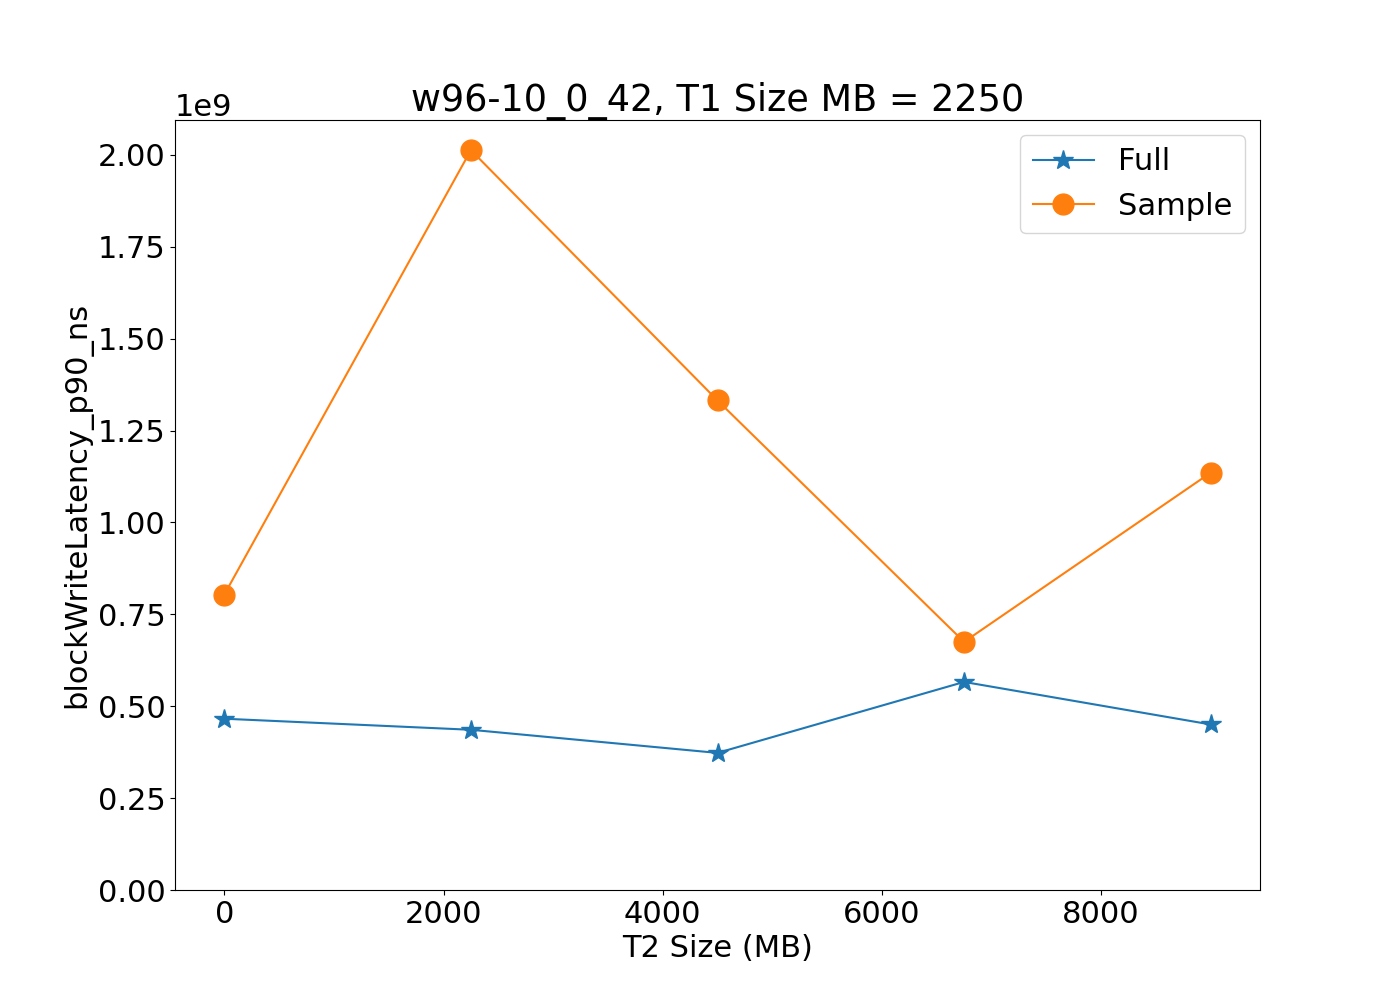 w96-10_0_42, T1 Size MB = 2250
1e9
Full
Sample
2.00
1.75
1.50
1.25
1.00
0.75
0.50
0.25
0.00
blockWriteLatency_p90_ns
0 2000 4000 6000 8000
T2 Size (MB)